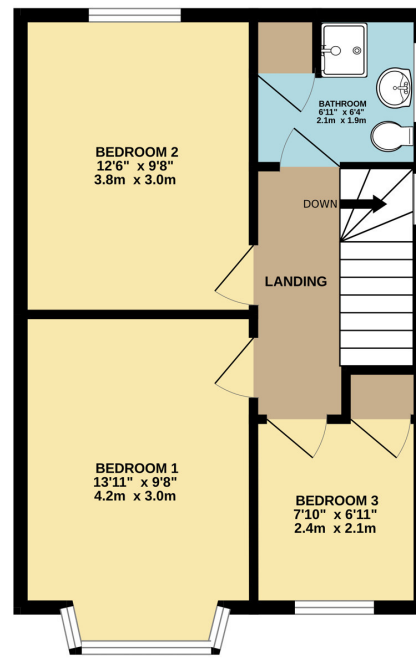 BEDROOM 2
12'6" x 9'8"
3.8m x 3.0m
BATHROOM
6'11" x 6'4"
2.1m x 1.9m
DOWN
LANDING
BEDROOM 1
13'11" x 9'8"
4.2m x 3.0m
BEDROOM 3
7'10" x 6'11"
2.4m x 2.1m